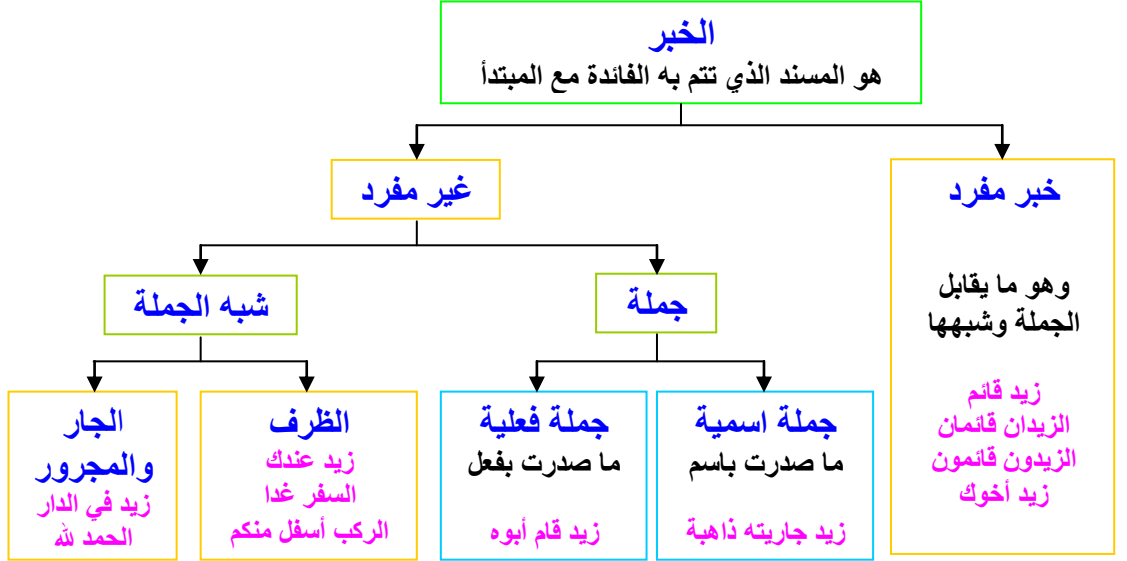 الخبر
هو المسند الذي تتم به الفائدة مع المبتدأ
خبر مفرد
وهو ما يقابل
الجملة وشبهها
زيد قائم
الزيدان قائمان
الزيدون قائمون
زيد أخوك
غير مفرد
جملة
شبه الجملة
جملة اسمية
ما صدرت باسم
زيد جاريته ذاهبة
جملة فعلية
ما صدرت بفعل
زيد قام أبوه
الظرف
زيد عندك
السفر غدا
الركب أسفل منكم
الجار
والمجرور
زيد في الدار
الحمد لله